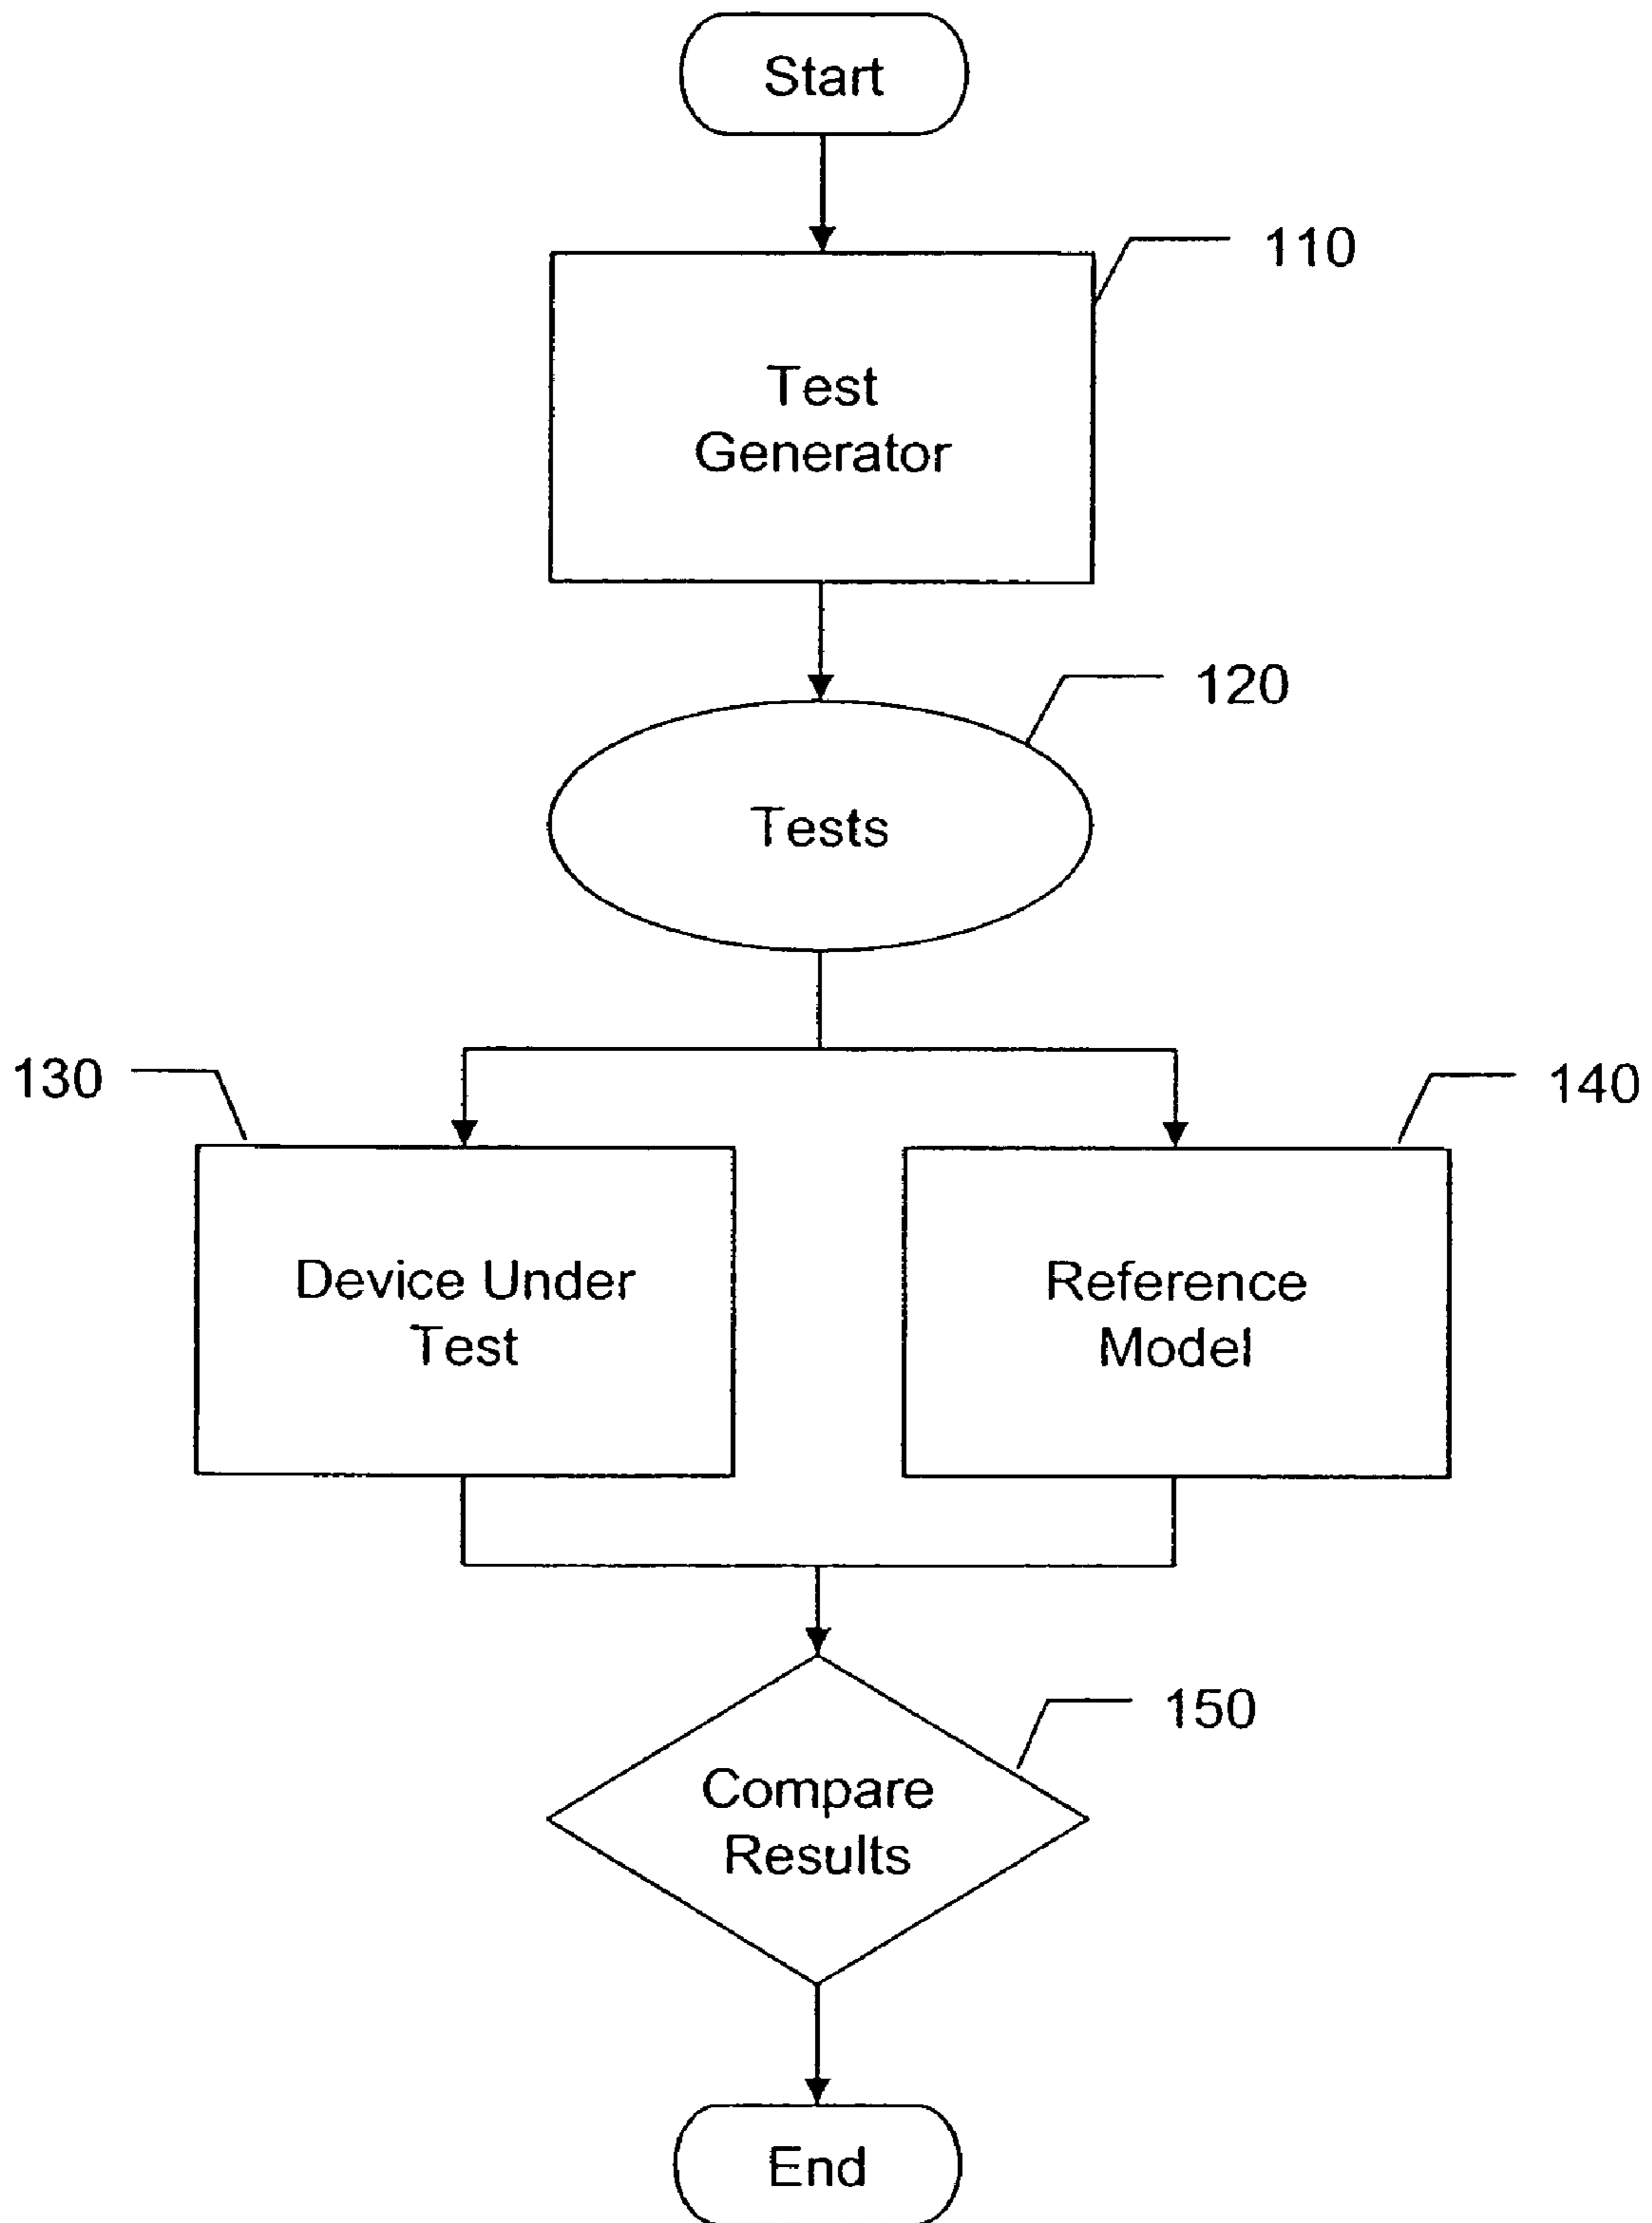 Start
110
Test
Generator
120
Tests
130
140
Device Under
Test
Reference
Model
150
Compare
Results
End